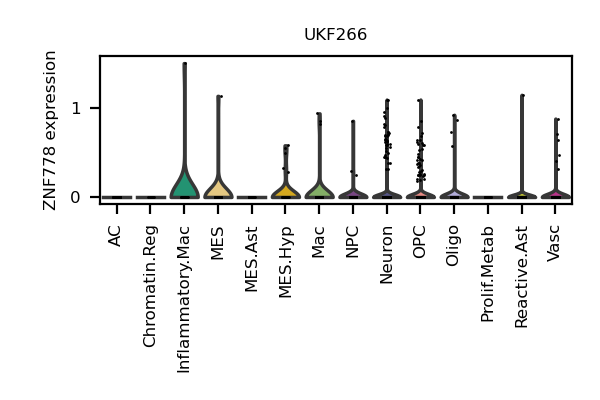 UKF266
ZNF778 expression
1
0
AC
Chromatin.Reg
Inflammatory.Mac
MES
MES.Ast
MES.Hyp
Mac
NPC
Neuron
OPC
Oligo
Prolif.Metab
Reactive.Ast
Vasc